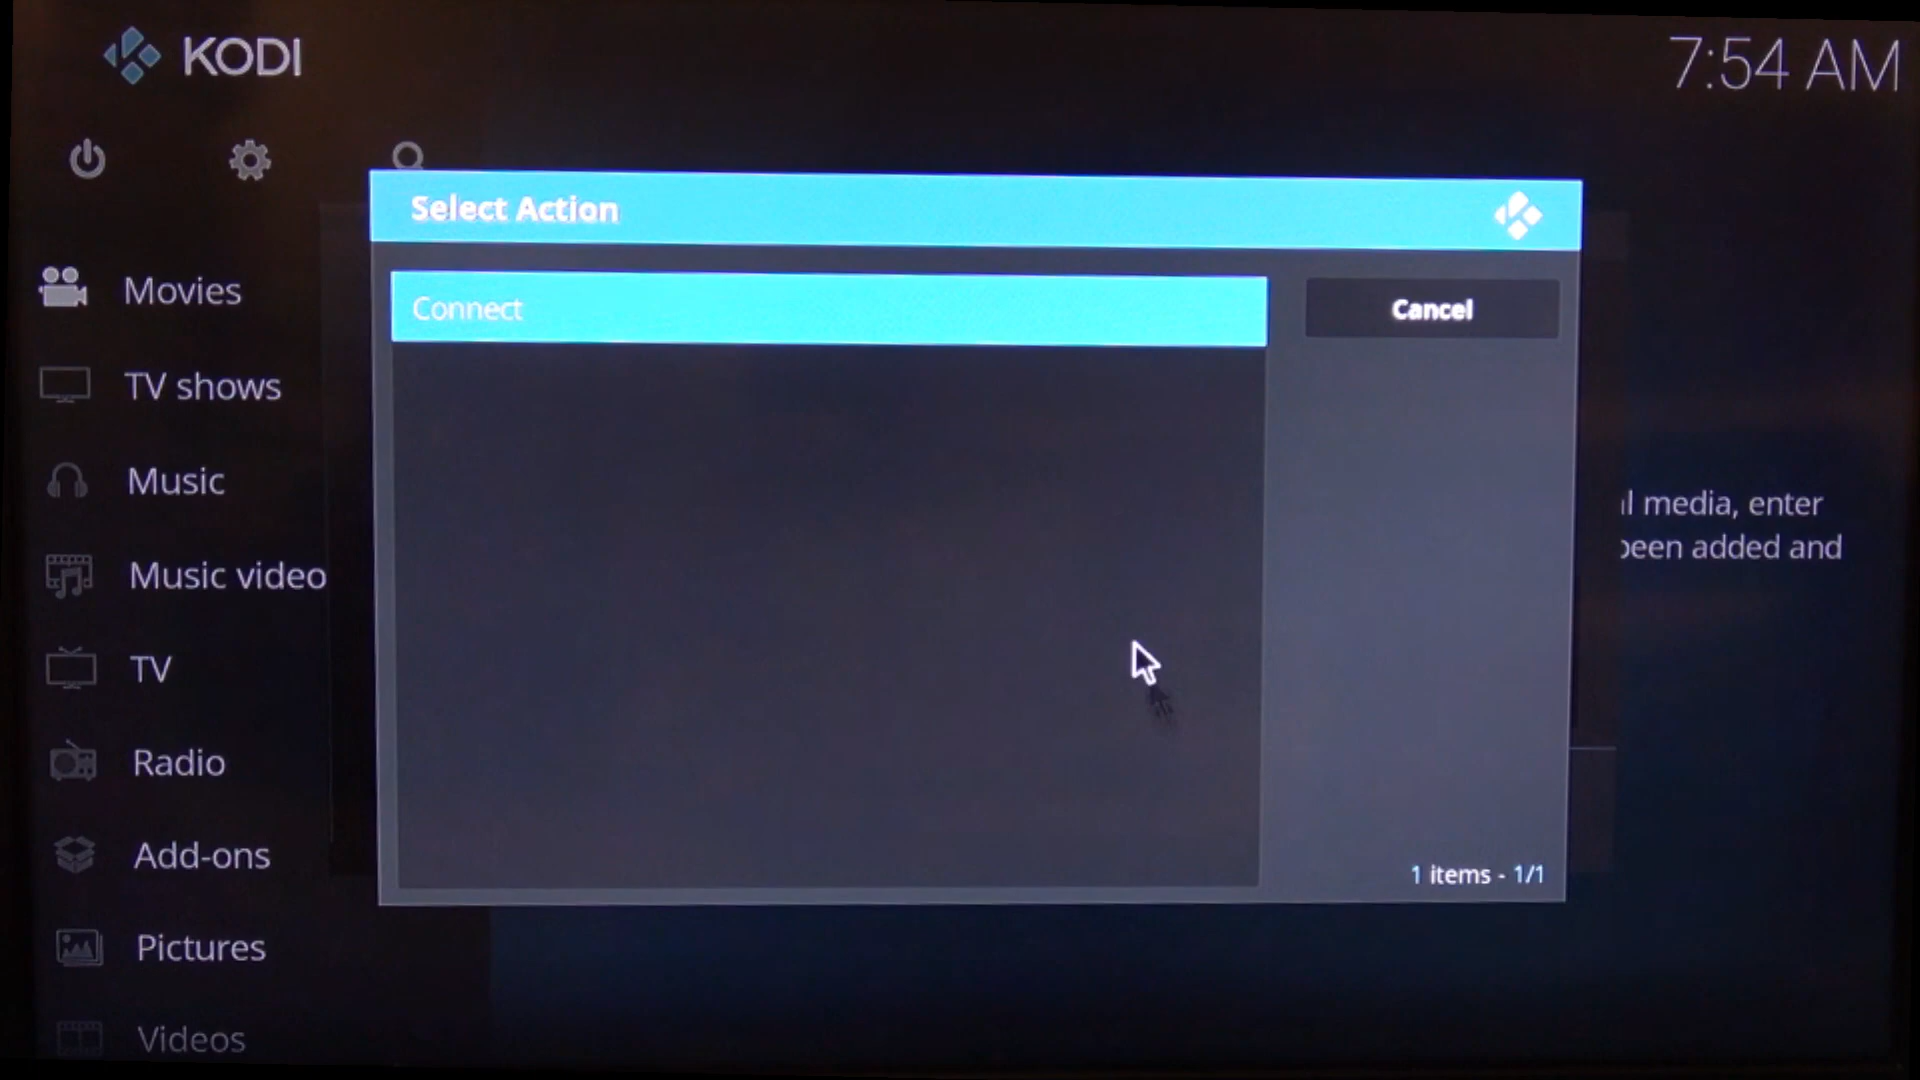 KODI
7:54 AM
Select Action
Connect
Cancel
Movies
TV shows
Music
Music video
TV
Radio
Add-ons
Pictures
Videos
l media, enter
been added and
1 items - 1/1